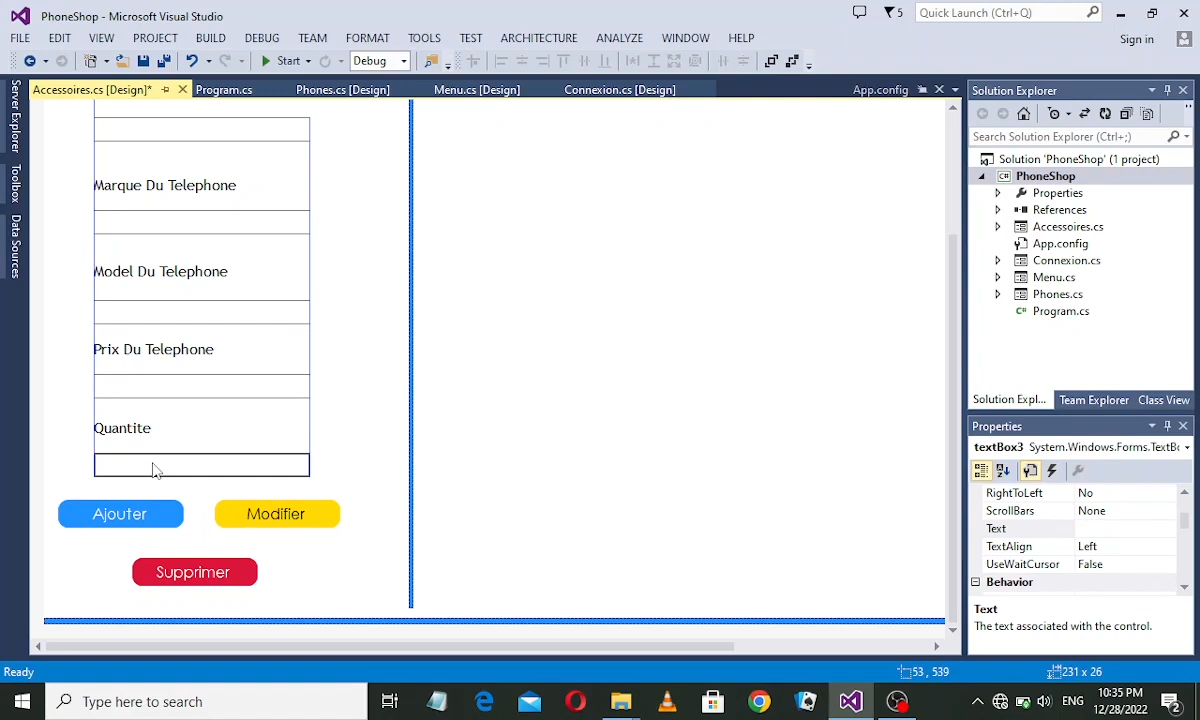 PhoneShop - Microsoft Visual Studio
5
Quick Launch (Ctrl+Q)
FILE EDIT VIEW PROJECT BUILD DEBUG TEAM FORMAT TOOLS TEST ARCHITECTURE ANALYZE WINDOW HELP
Sign in
Start
Debug
Accessoires.cs [Design]*
Program.cs
Phones.cs [Design]
Menu.cs [Design]
Connexion.cs [Design]
App.config
Server Explorer
Toolbox
Data Sources
Marque Du Telephone
Model Du Telephone
Prix Du Telephone
Quantite
Ajouter
Modifier
Supprimer
Solution Explorer
Search Solution Explorer (Ctrl+;)
Solution 'PhoneShop' (1 project)
C# PhoneShop
Properties
References
Accessoires.cs
App.config
Connexion.cs
Menu.cs
Phones.cs
C# Program.cs
Solution Expl... Team Explorer Class View
Properties
textBox3 System.Windows.Forms.TextBo
RightToLeft No
ScrollBars None
Text
TextAlign Left
UseWaitCursor False
Behavior
Text
The text associated with the control.
Ready
53 , 539
231 x 26
Type here to search
ENG
10:35 PM
12/28/2022
2